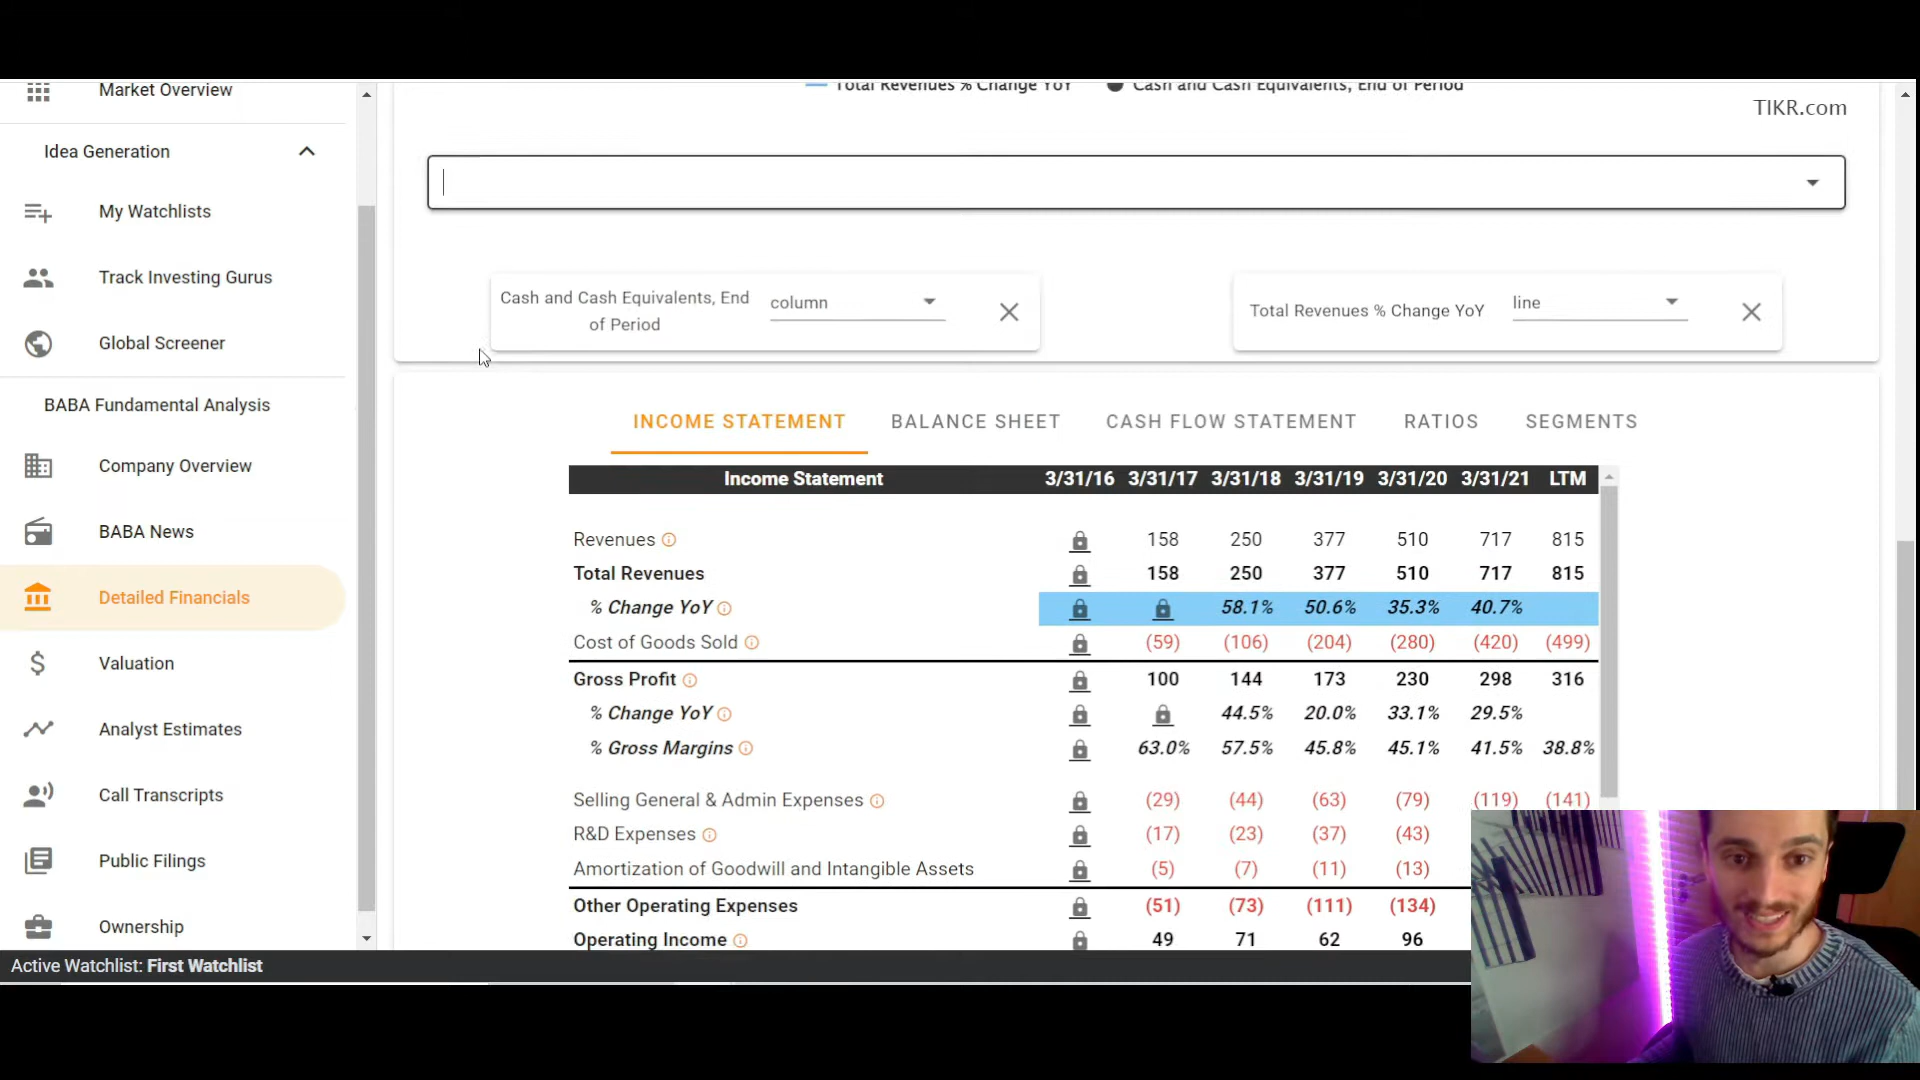 Total Revenues % Change YoY Cash and Cash Equivalents, End of Period
TIKR.com
Market Overview
Idea Generation
My Watchlists
Track Investing Gurus
Global Screener
BABA Fundamental Analysis
Company Overview
BABA News
Detailed Financials
Valuation
Analyst Estimates
Call Transcripts
Public Filings
Ownership
Active Watchlist: First Watchlist
Cash and Cash Equivalents, End
of Period
column
Total Revenues % Change YoY
line
INCOME STATEMENT BALANCE SHEET CASH FLOW STATEMENT RATIOS SEGMENTS
Income Statement 3/31/16 3/31/17 3/31/18 3/31/19 3/31/20 3/31/21 LTM
Revenues 158 250 377 510 717 815
Total Revenues 158 250 377 510 717 815
% Change YoY 58.1% 50.6% 35.3% 40.7%
Cost of Goods Sold (59) (106) (204) (280) (420) (499)
Gross Profit 100 144 173 230 298 316
% Change YoY 44.5% 20.0% 33.1% 29.5%
% Gross Margins 63.0% 57.5% 45.8% 45.1% 41.5% 38.8%
Selling General & Admin Expenses (29) (44) (63) (79) (119) (141)
R&D Expenses (17) (23) (37) (43)
Amortization of Goodwill and Intangible Assets (5) (7) (11) (13)
Other Operating Expenses (51) (73) (111) (134)
Operating Income 49 71 62 96